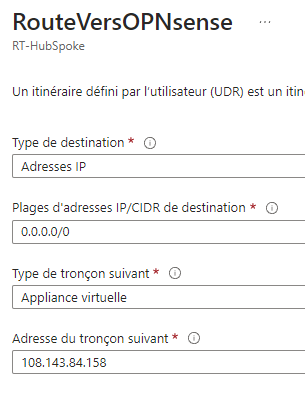 RouteVersOPNsense ...
RT-HubSpoke
Un itinéraire défini par l'utilisateur (UDR) est un itin
Type de destination *
Adresses IP
Plages d'adresses IP/CIDR de destination *
0.0.0.0/0
Type de tronçon suivant *
Appliance virtuelle
Adresse du tronçon suivant *
108.143.84.158